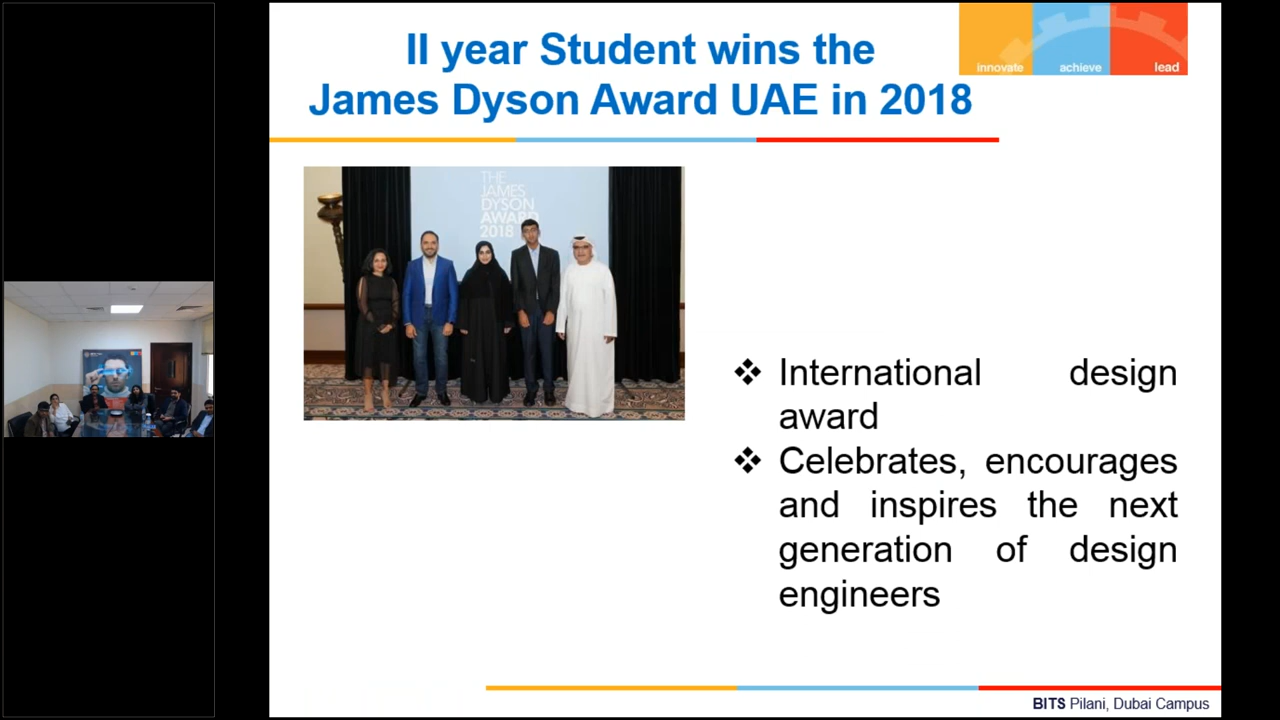 II year Student wins the
James Dyson Award UAE in 2018
innovate achieve lead
THE
JAMES
DYSON
AWARD
2018
❖ International design
award
❖ Celebrates, encourages
and inspires the next
generation of design
engineers
BITS Pilani, Dubai Campus